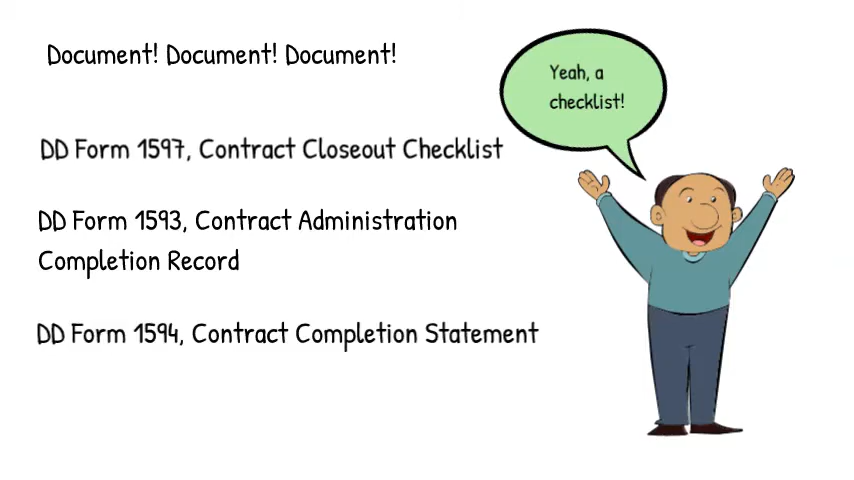 Document! Document! Document!
Yeah, a
checklist!
DD Form 1597, Contract Closeout Checklist
DD Form 1593, Contract Administration
Completion Record
DD Form 1594, Contract Completion Statement